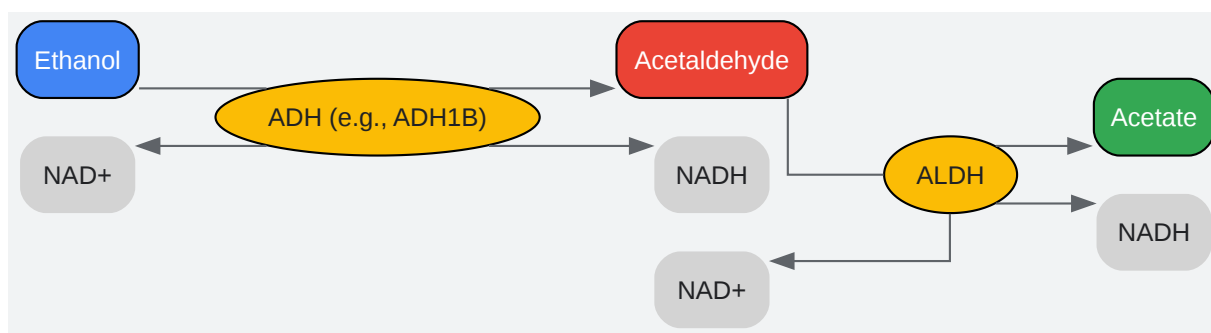 Ethanol
Acetaldehyde
ADH (e.g., ADH1B)
Acetate
NAD+
NADH
ALDH
NADH
NAD+